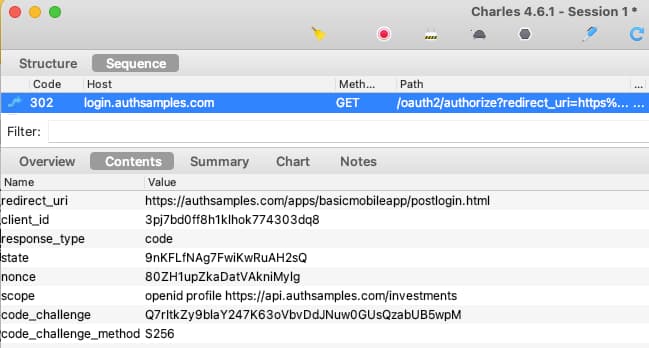 Charles 4.6.1 - Session 1 *
Structure Sequence
Code Host Meth... Path ...
302 login.authsamples.com GET /oauth2/authorize?redirect_uri=https%... ...
Filter:
Overview Contents Summary Chart Notes
Name Value
redirect_uri https://authsamples.com/apps/basicmobileapp/postlogin.html
client_id 3pj7bd0ff8h1klhok774303dq8
response_type code
state 9nKFLfNAg7FwiKwRuAH2sQ
nonce 80ZH1upZkaDatVAkniMyIg
scope openid profile https://api.authsamples.com/investments
code_challenge Q7rItkZy9blaY247K63oVbvDdJNuw0GUsQzabUB5wpM
code_challenge_method S256